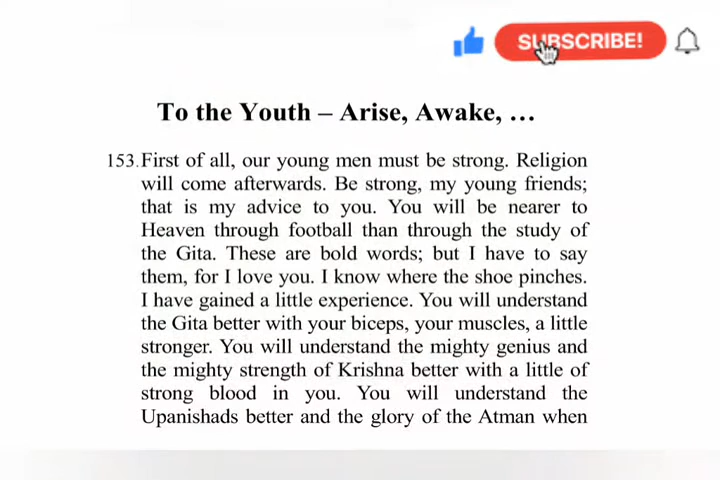 SUBSCRIBE!
To the Youth – Arise, Awake, …
153.First of all, our young men must be strong. Religion
will come afterwards. Be strong, my young friends;
that is my advice to you. You will be nearer to
Heaven through football than through the study of
the Gita. These are bold words; but I have to say
them, for I love you. I know where the shoe pinches.
I have gained a little experience. You will understand
the Gita better with your biceps, your muscles, a little
stronger. You will understand the mighty genius and
the mighty strength of Krishna better with a little of
strong blood in you. You will understand the
Upanishads better and the glory of the Atman when